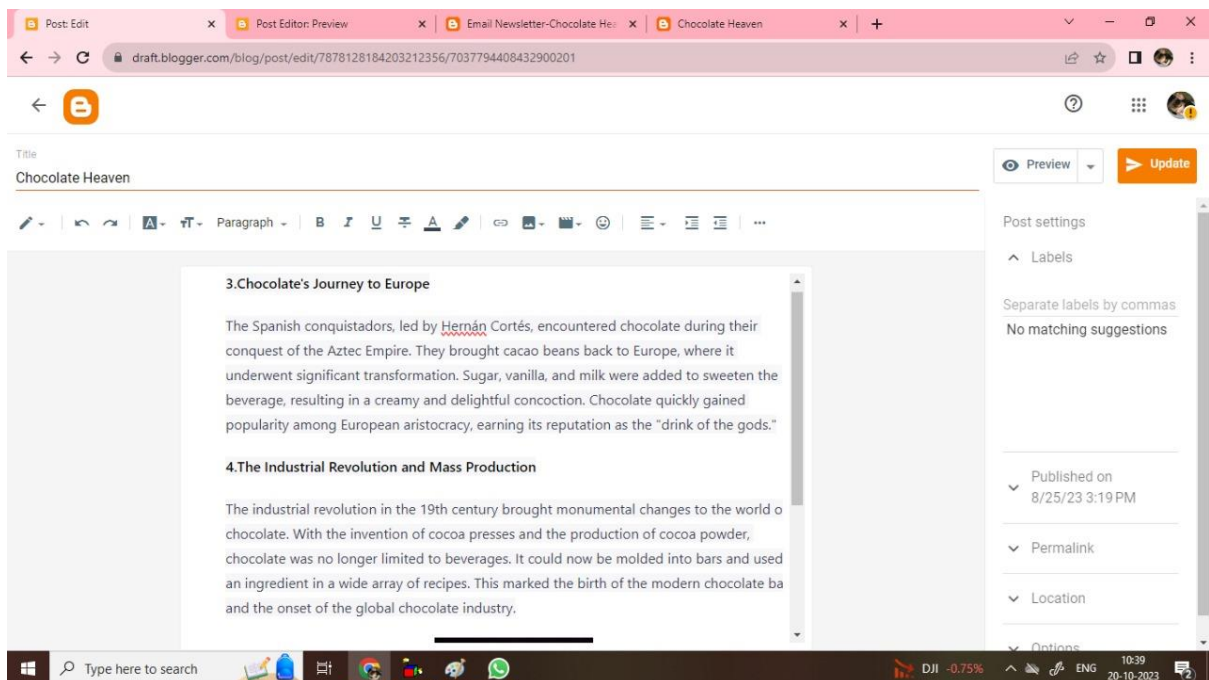 Post: Edit
Post Editor: Preview
Email Newsletter-Chocolate Hea
Chocolate Heaven
draft.blogger.com/blog/post/edit/7878128184203212356/7037794408432900201
Title
Chocolate Heaven
Preview
Update
Paragraph
B I U A
Post settings
Labels
Separate labels by commas
No matching suggestions
3.Chocolate's Journey to Europe
The Spanish conquistadors, led by Hernán Cortés, encountered chocolate during their
conquest of the Aztec Empire. They brought cacao beans back to Europe, where it
underwent significant transformation. Sugar, vanilla, and milk were added to sweeten the
beverage, resulting in a creamy and delightful concoction. Chocolate quickly gained
popularity among European aristocracy, earning its reputation as the "drink of the gods."
4.The Industrial Revolution and Mass Production
The industrial revolution in the 19th century brought monumental changes to the world o
chocolate. With the invention of cocoa presses and the production of cocoa powder,
chocolate was no longer limited to beverages. It could now be molded into bars and used
an ingredient in a wide array of recipes. This marked the birth of the modern chocolate ba
and the onset of the global chocolate industry.
Published on
8/25/23 3:19 PM
Permalink
Location
Options
Type here to search
DJI -0.75%
ENG
10:39
20-10-2023
2